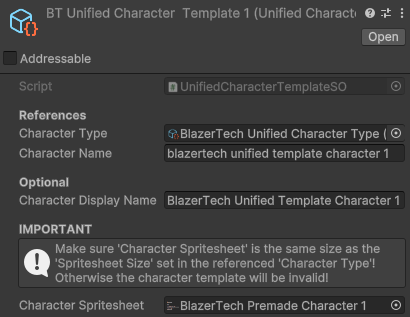 BT Unified Character Template 1 (Unified Characte
Open
Addressable
Script UnifiedCharacterTemplateSO
References
Character Type BlazerTech Unified Character Type (
Character Name blazertech unified template character 1
Optional
Character Display Name BlazerTech Unified Template Character 1
IMPORTANT
Make sure 'Character Spritesheet' is the same size as the
'Spritesheet Size' set in the referenced 'Character Type'!
Otherwise the character template will be invalid!
Character Spritesheet BlazerTech Premade Character 1